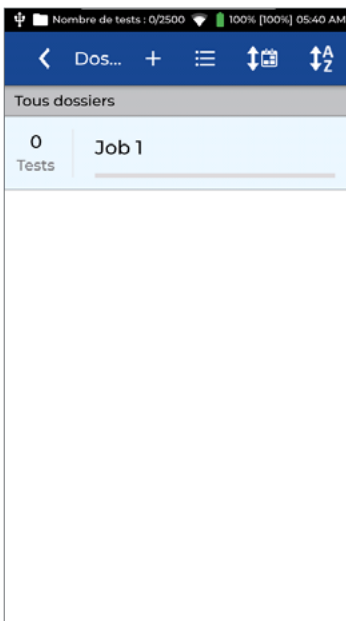 Nombre de tests : 0/2500 100% [100%] 05:40 AM
Dos... +
Tous dossiers
0 Job 1
Tests